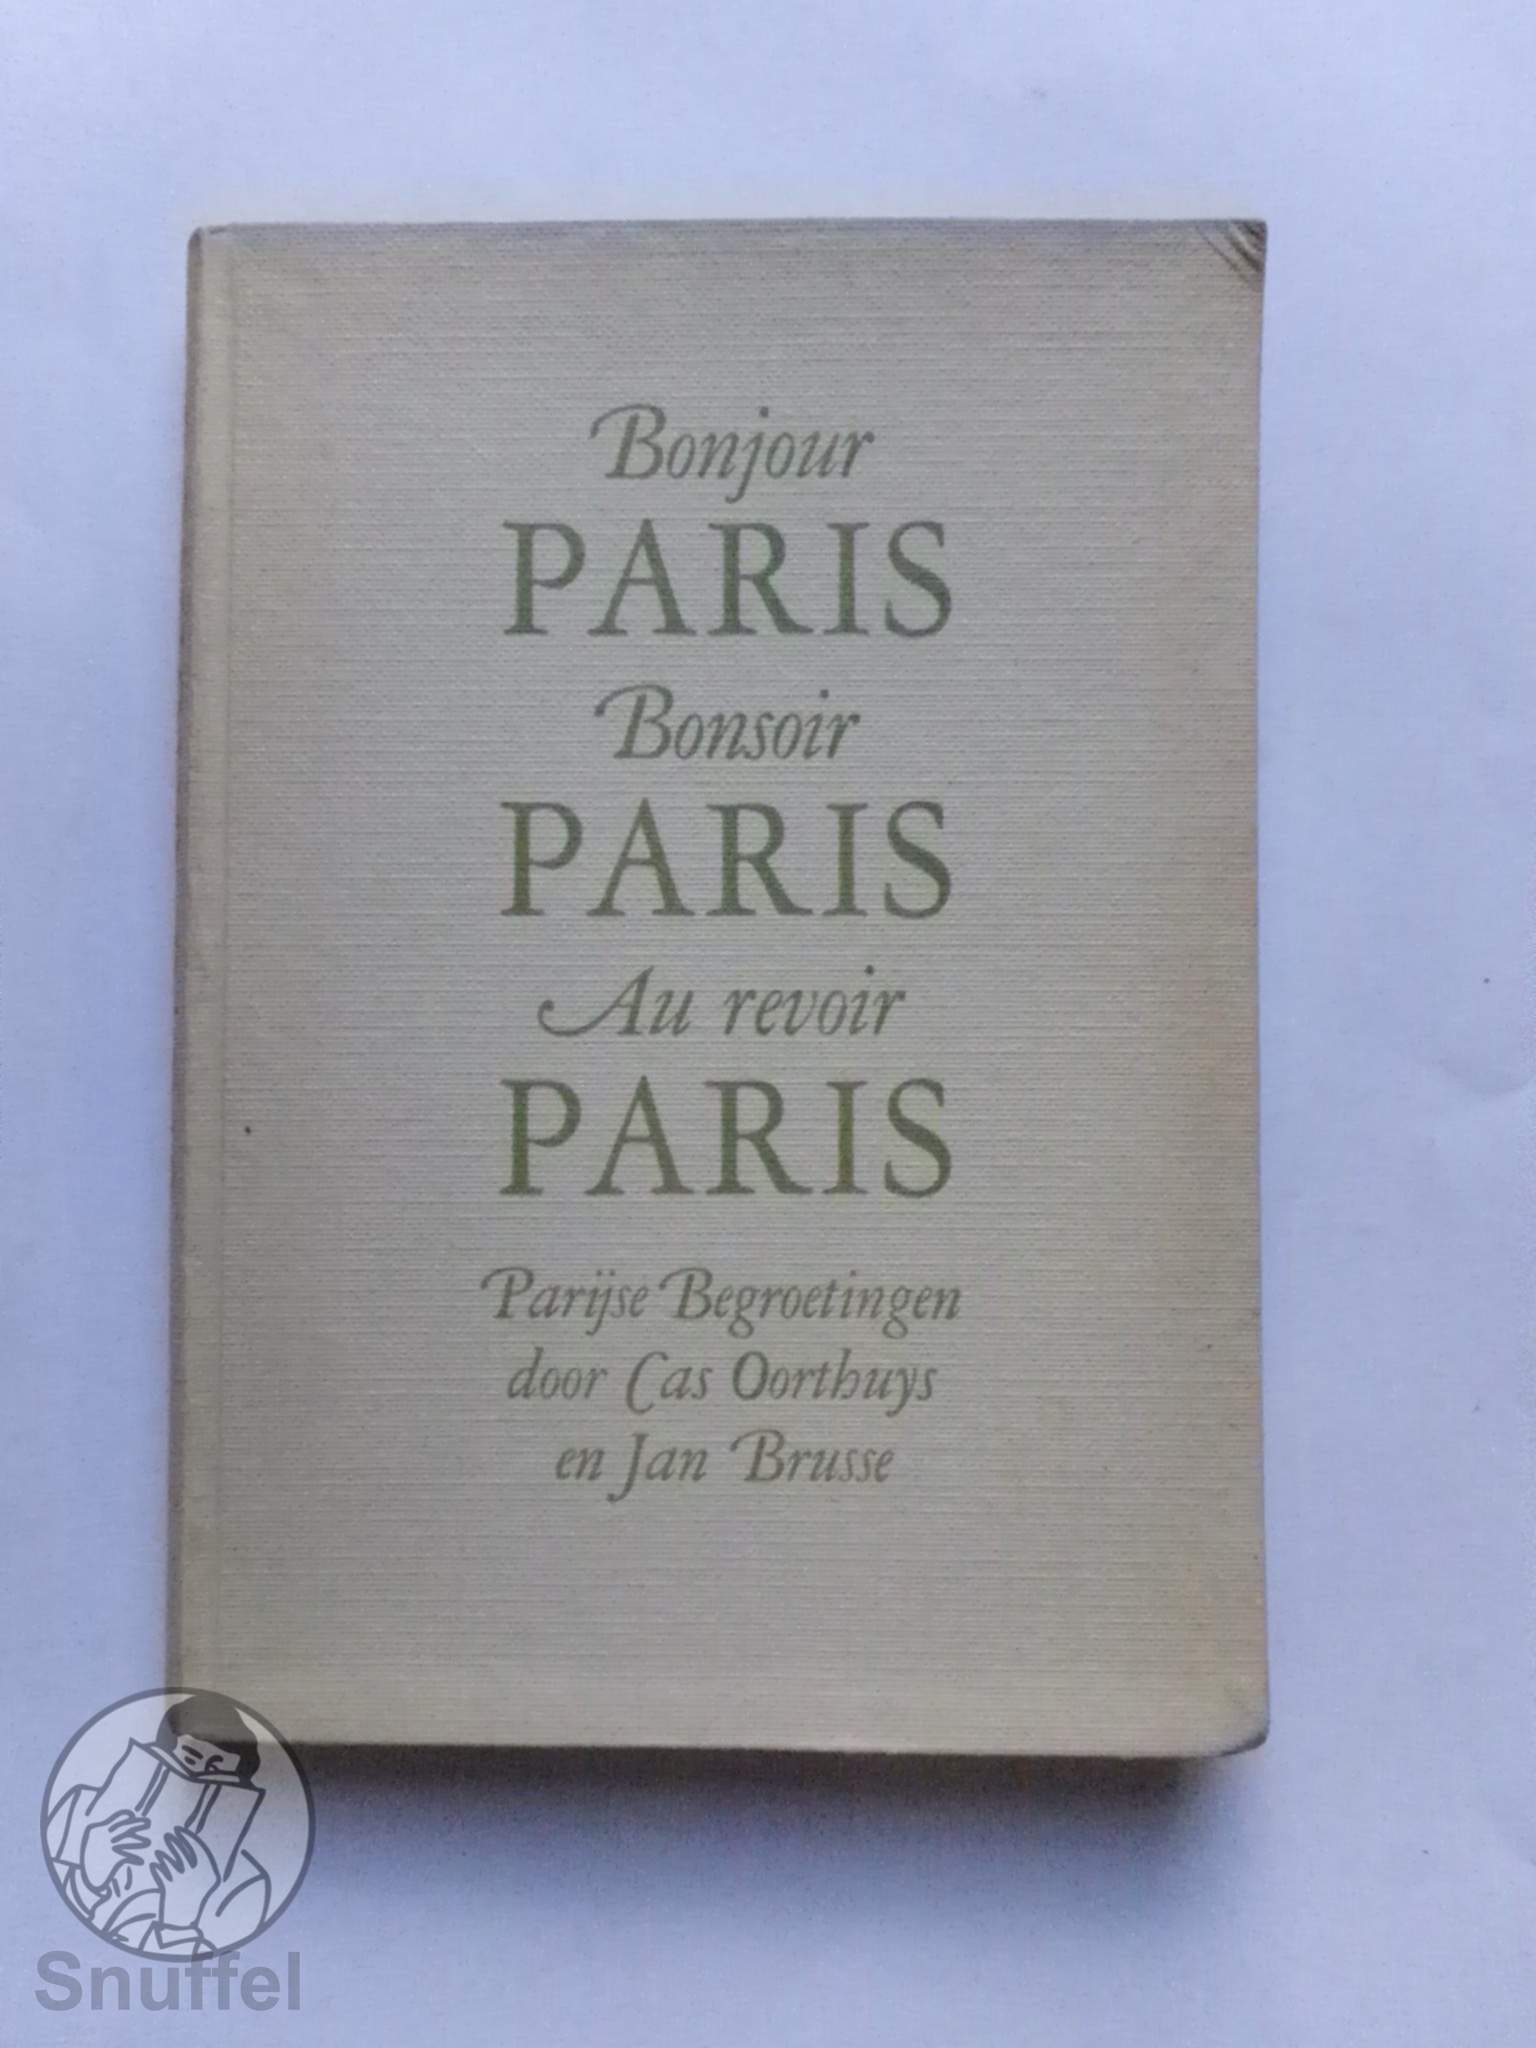 Bonjour
PARIS
Bonsoir
PARIS
Au revoir
PARIS
Parijse Begroetingen
door Cas Oorthuys
en Jan Brusse
Snuffel